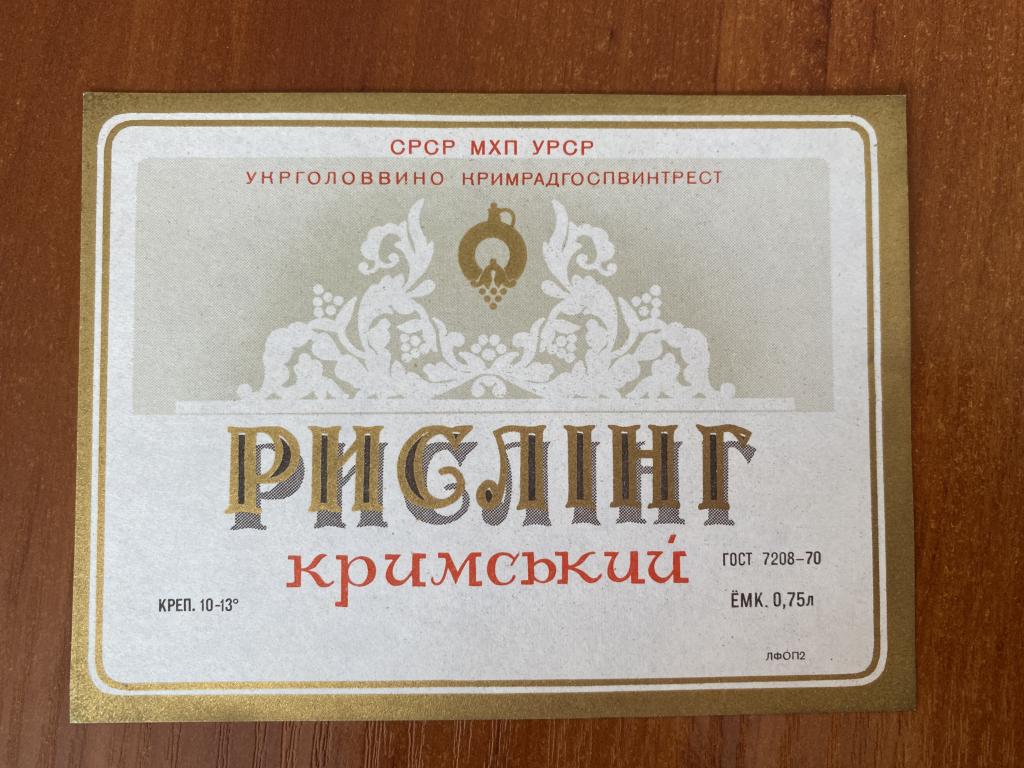 СРСР МХП УРСР
УКРГОЛОВВИНО КРИМРАДГОСПВИНТРЕСТ
РИСЛІНГ
кримський
ГОСТ 7208-70
КРЕП. 10-13°
ЁМК. 0,75л
ЛФОП2